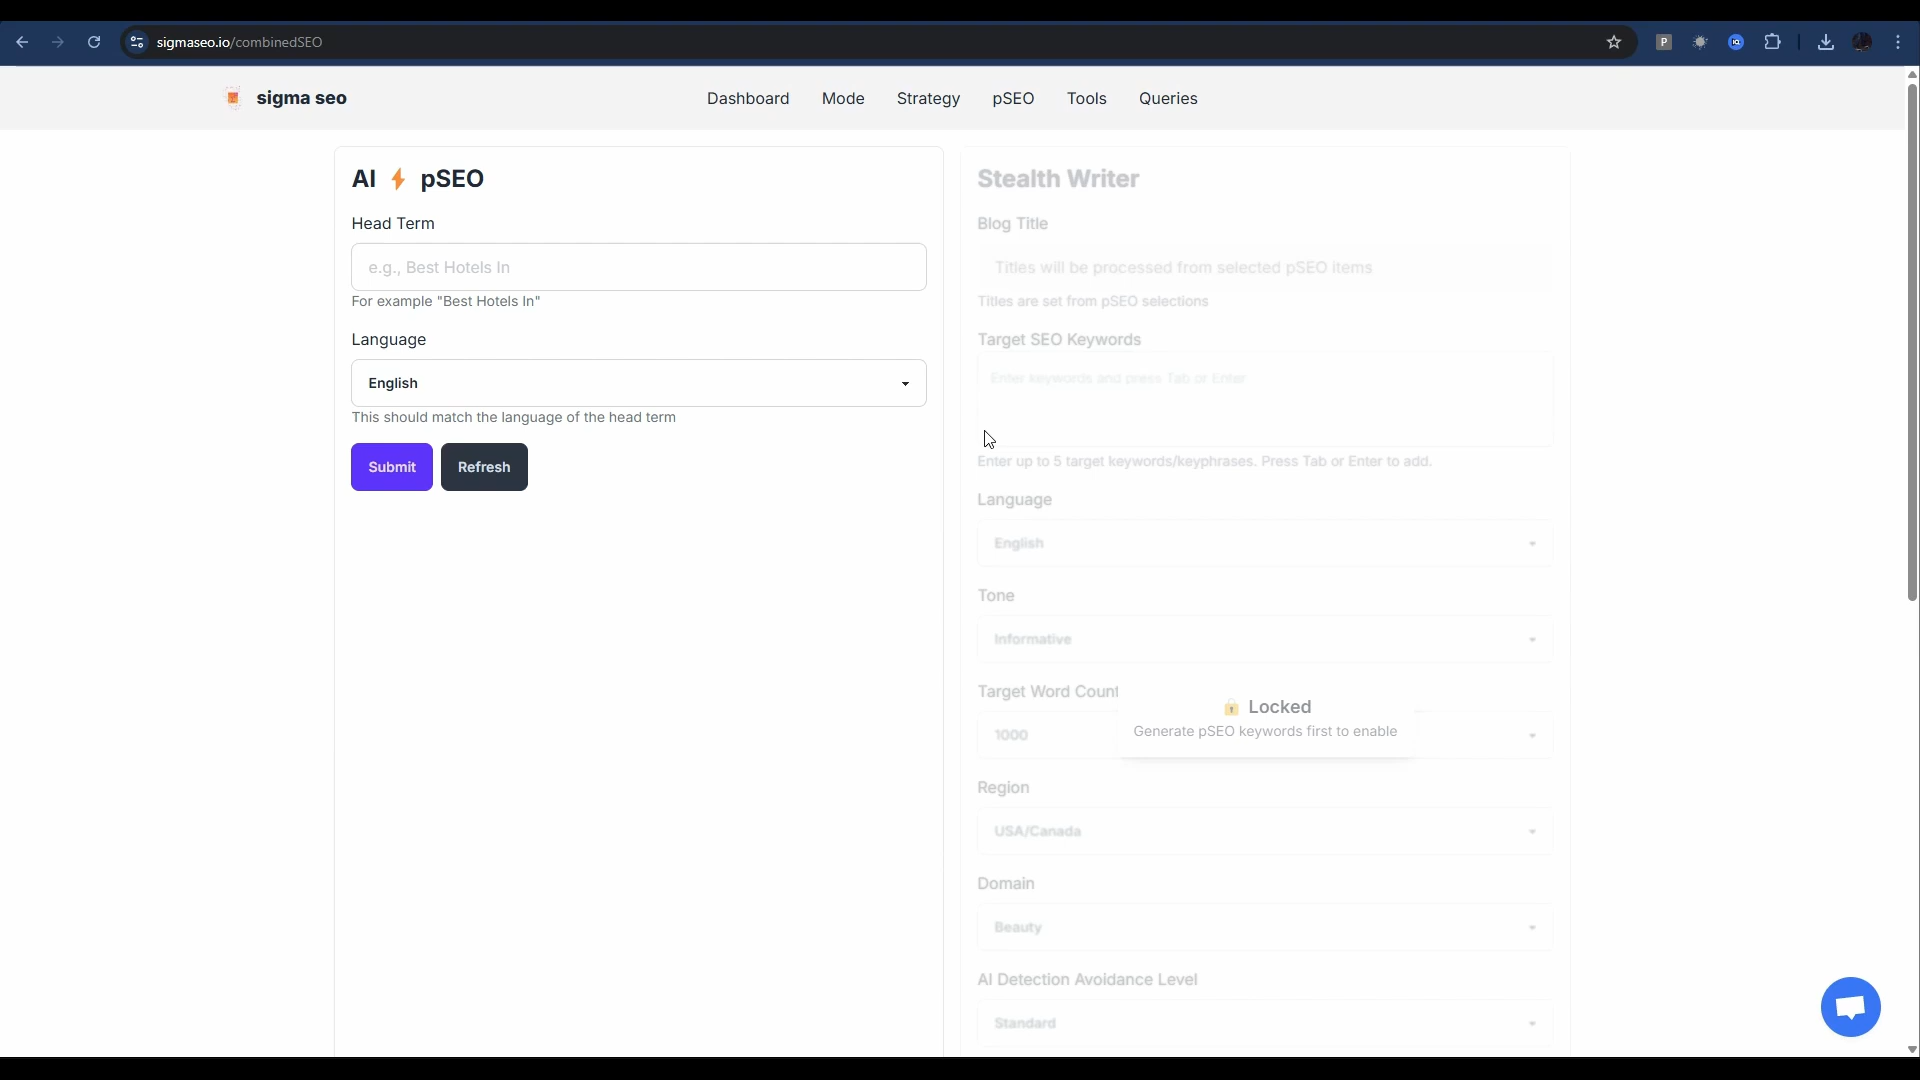 sigmaseo.io/combinedSEO
P
sigma seo
Dashboard
Mode
Strategy
pSEO
Tools
Queries
AI ⚡ pSEO
Head Term
e.g., Best Hotels In
For example "Best Hotels In"
Language
English
This should match the language of the head term
Submit
Refresh
Stealth Writer
Blog Title
Titles will be processed from selected pSEO items
Titles are set from pSEO selections
Target SEO Keywords
Enter keywords and press Tab or Enter
Enter up to 5 target keywords/keyphrases. Press Tab or Enter to add.
Language
English
Tone
Informative
Target Word Count
1000
🔒 Locked
Generate pSEO keywords first to enable
Region
USA/Canada
Domain
Beauty
AI Detection Avoidance Level
Standard